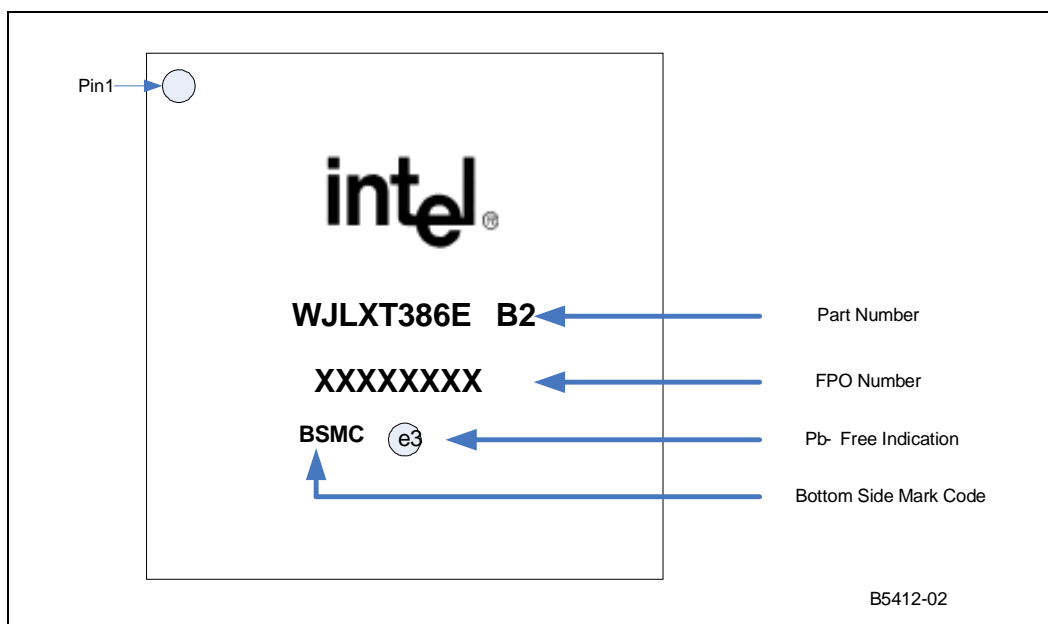 Pin1
intel®
WJLXT386E B2
Part Number
XXXXXXXX
FPO Number
BSMC e3
Pb- Free Indication
Bottom Side Mark Code
B5412-02